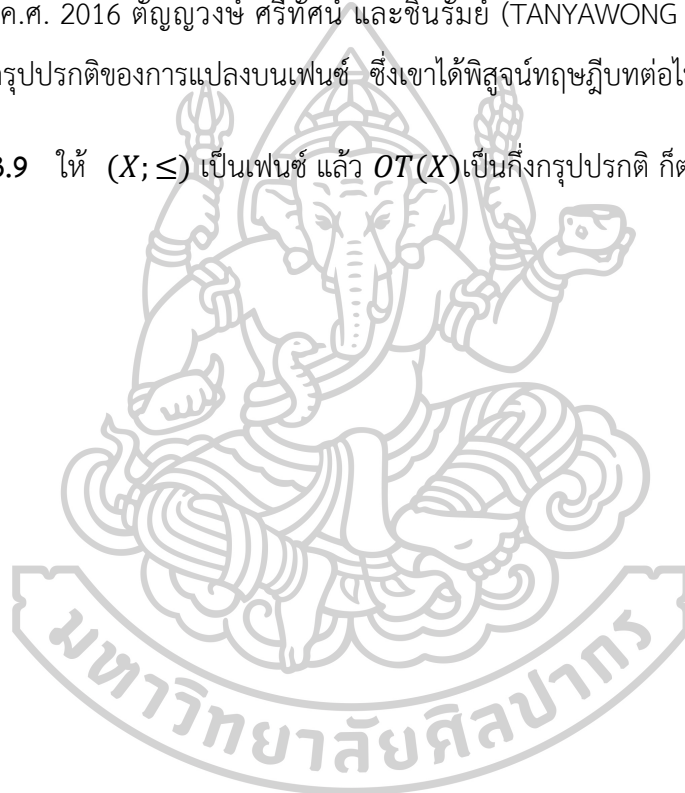 ค.ศ. 2016 ตัญญวงษ์ ศรีทัศน์ และชินรัมย์ (TANYAWONG
กรุปปรกติของการแปลงบนเฟนซ์ ซึ่งเขาได้พิสูจน์ทฤษฎีบทต่อไป
3.9 ให้ (X; ≤) เป็นเฟนซ์ แล้ว OT(X)เป็นกึ่งกรุปปรกติ ก็ต
มหาวิทยาลัยศิลปากร